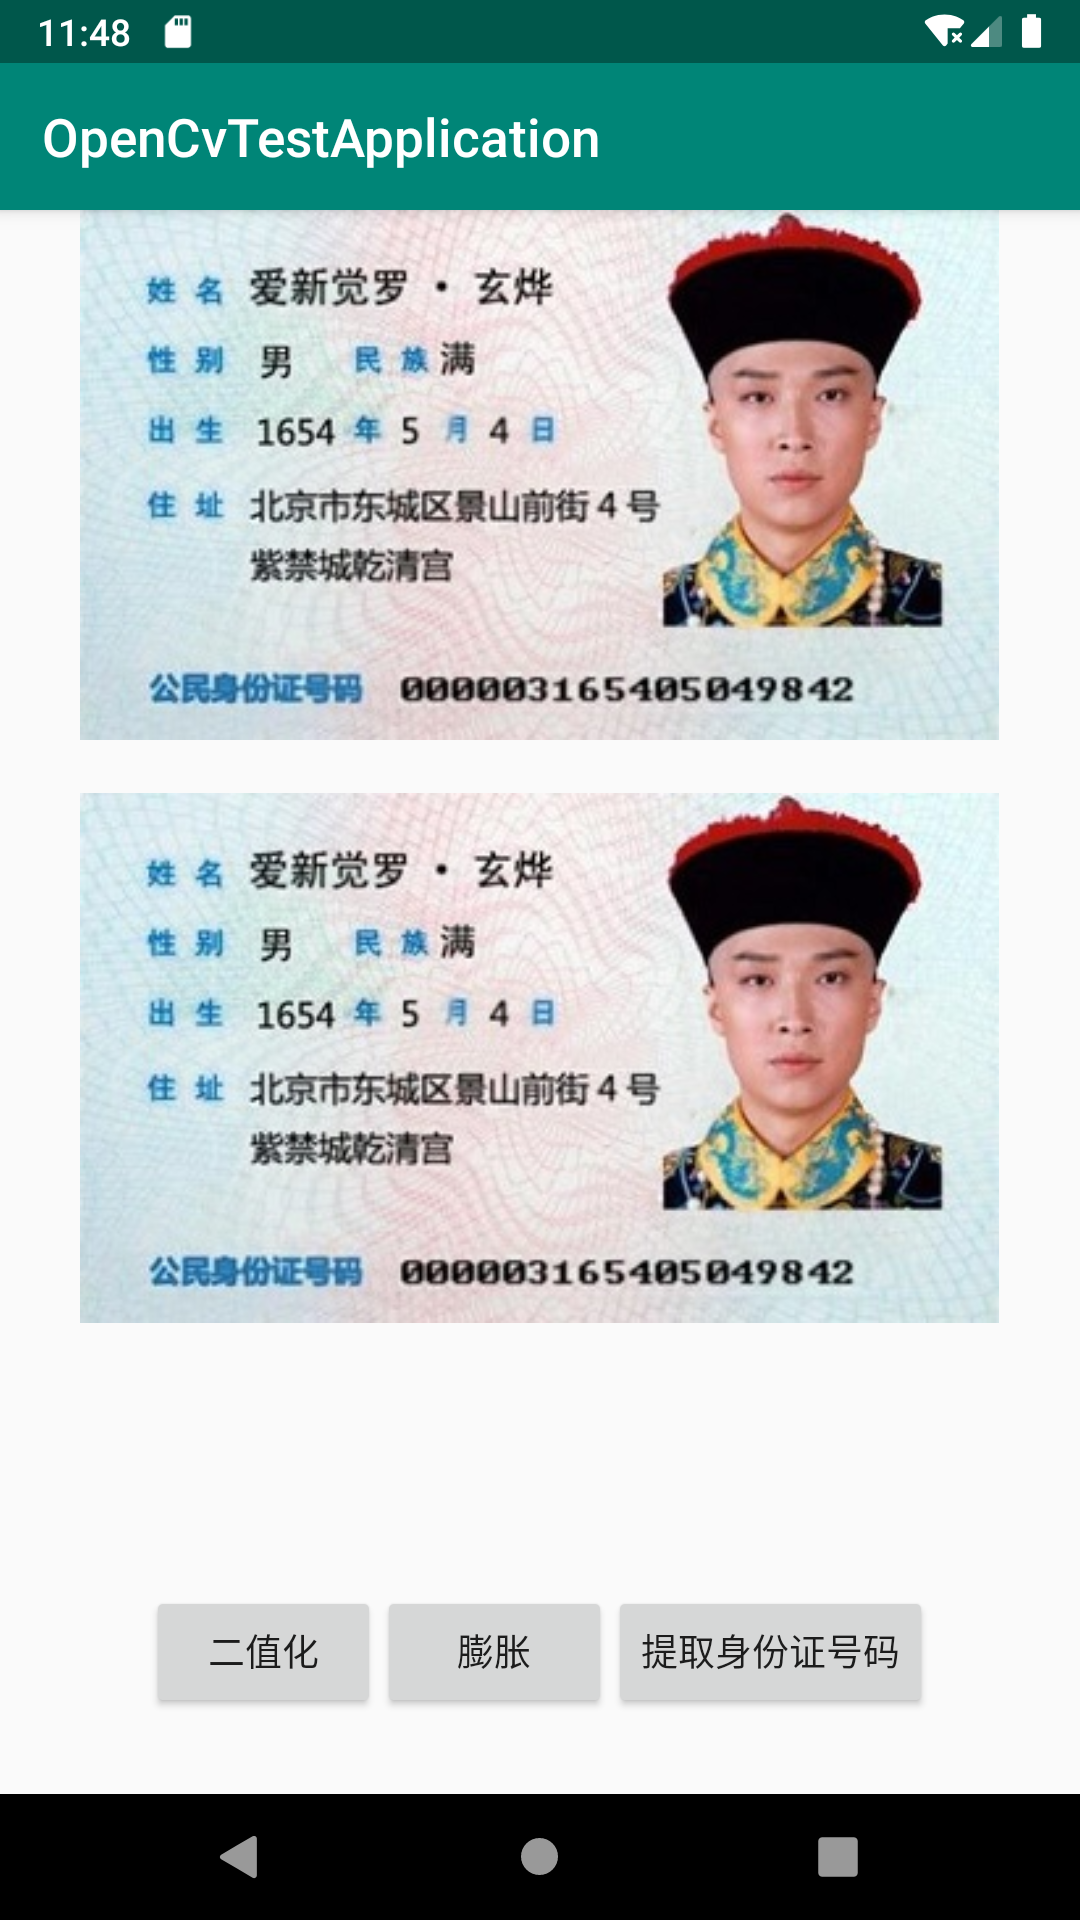 11:48
OpenCvTestApplication
姓 名 爱新觉罗 · 玄烨
性 别 男 民 族 满
出 生 1654 年 5 月 4 日
住 址 北京市东城区景山前街 4 号
紫禁城乾清宫
公民身份证号码 000003165405049842
姓 名 爱新觉罗 · 玄烨
性 别 男 民 族 满
出 生 1654 年 5 月 4 日
住 址 北京市东城区景山前街 4 号
紫禁城乾清宫
公民身份证号码 000003165405049842
二值化 膨胀 提取身份证号码